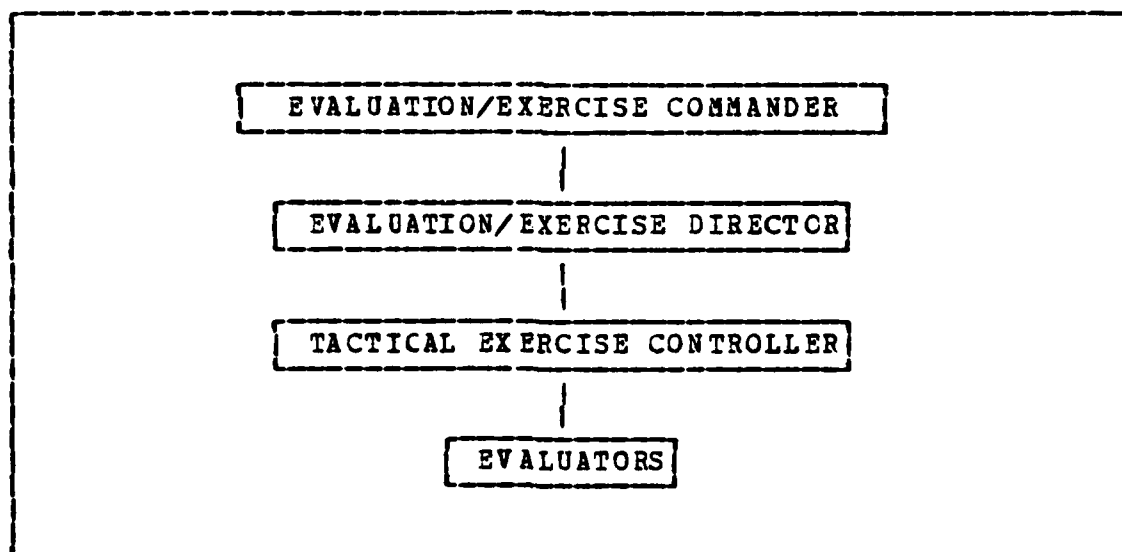 EVALUATION/EXERCISE COMMANDER
EVALUATION/EXERCISE DIRECTOR
TACTICAL EXERCISE CONTROLLER
EVALUATORS